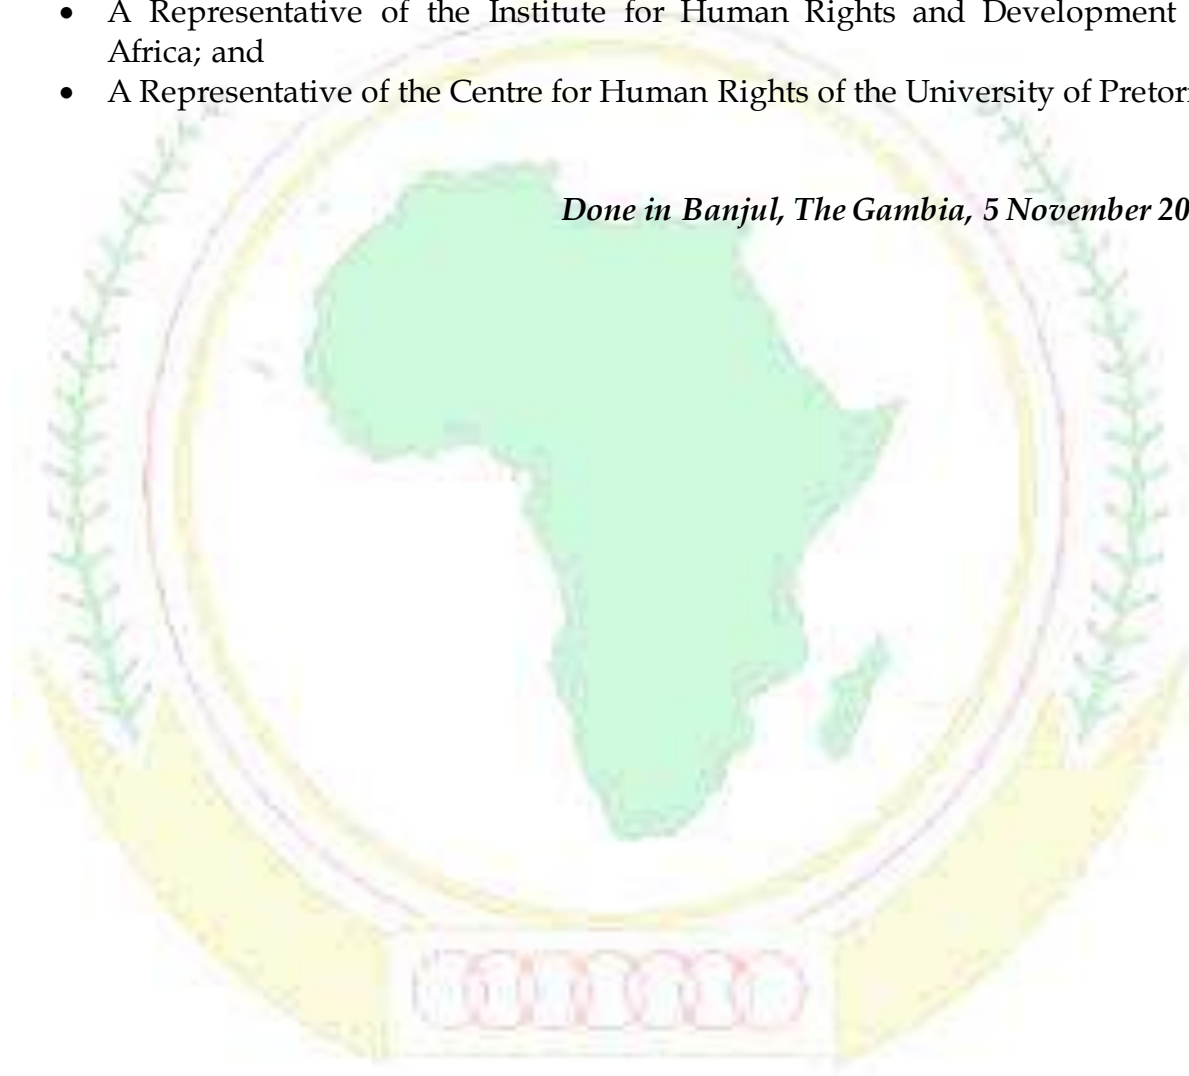 • A Representative of the Institute for Human Rights and Development
Africa; and
• A Representative of the Centre for Human Rights of the University of Pretori
Done in Banjul, The Gambia, 5 November 20